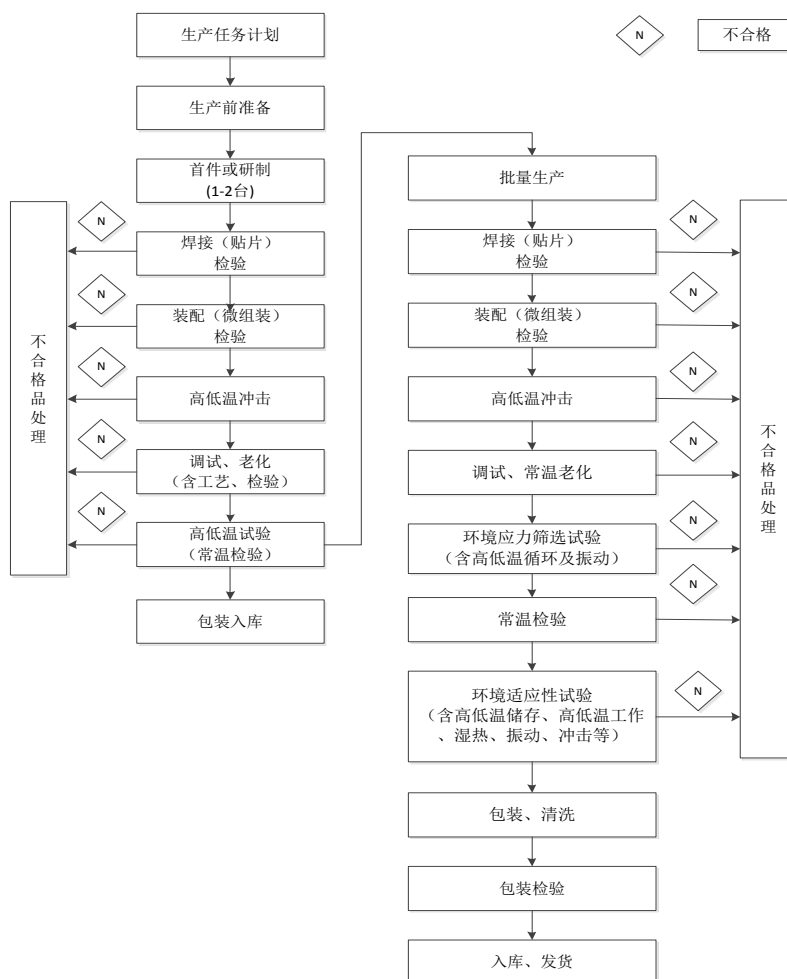 生产任务计划
生产前准备
首件或研制
(1-2台)
焊接（贴片）
检验
装配（微组装）
检验
高低温冲击
调试、老化
（含工艺、检验）
高低温试验
（常温检验）
包装入库
不合格品处理
N
N
N
N
N
N
不合格
批量生产
焊接（贴片）
检验
装配（微组装）
检验
高低温冲击
调试、常温老化
环境应力筛选试验
（含高低温循环及振动）
常温检验
环境适应性试验
（含高低温储存、高低温工作
、湿热、振动、冲击等）
包装、清洗
包装检验
入库、发货
N
N
N
N
N
N
N
不合格品处理